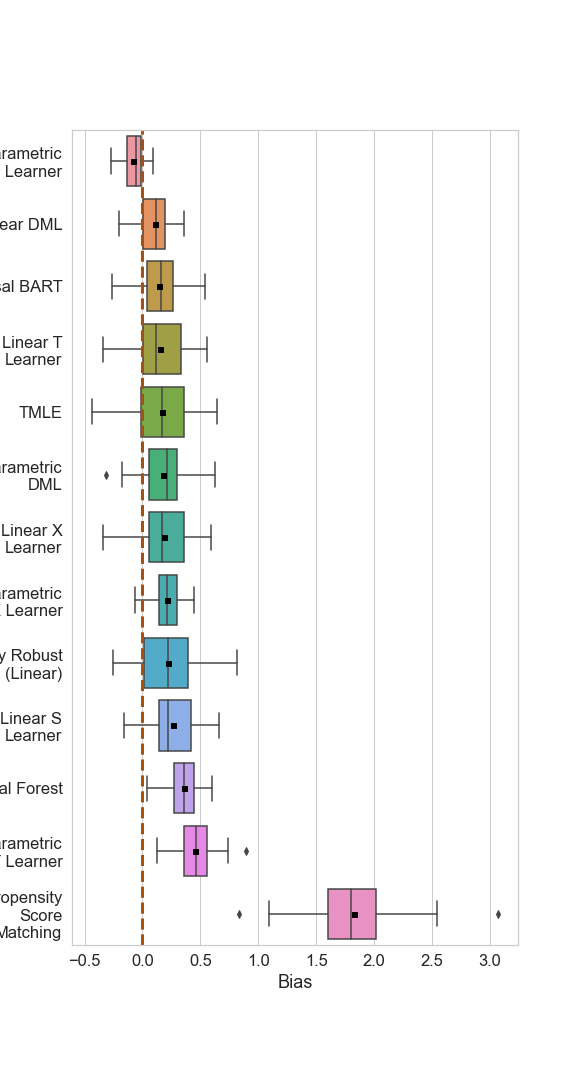 arametric
Learner
ear DML
sal BART
Linear T
Learner
TMLE
arametric
DML
Linear X
Learner
arametric
Learner
y Robust
(Linear)
Linear S
Learner
al Forest
arametric
Learner
opensity
Score
Matching
−0.5 0.0 0.5 1.0 1.5 2.0 2.5 3.0
Bias